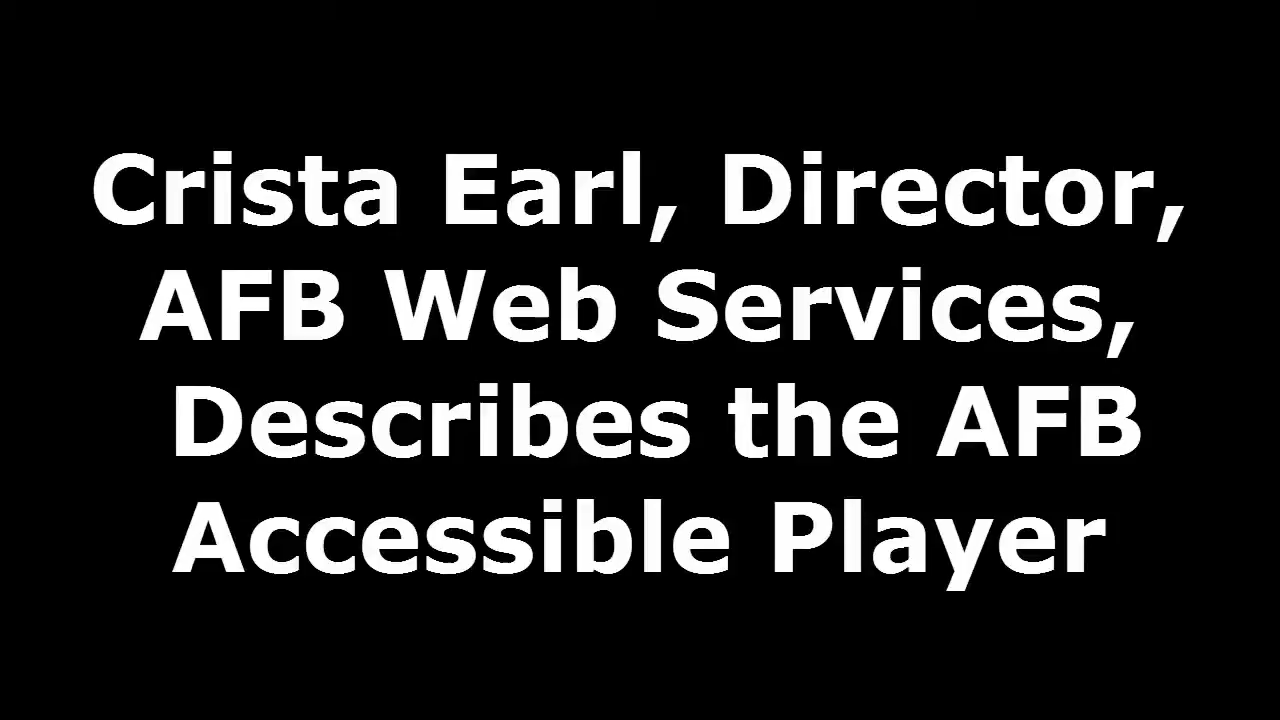 Crista Earl, Director,
AFB Web Services,
Describes the AFB
Accessible Player